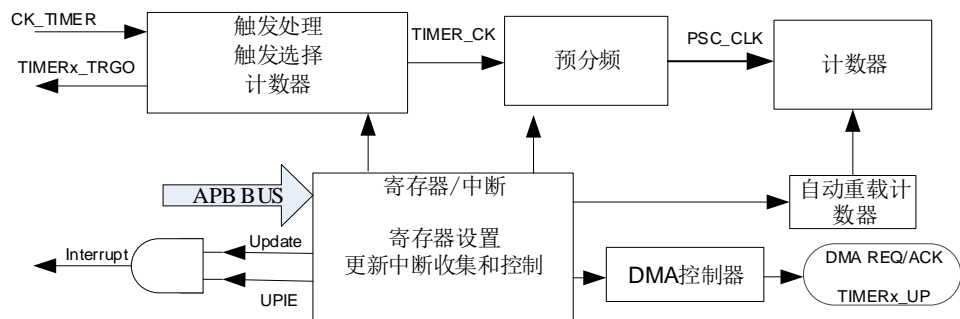 CK_TIMER
TIMERx_TRGO
触发处理
触发选择
计数器
TIMER_CK
预分频
PSC_CLK
计数器
APB BUS
寄存器/中断
寄存器设置
更新中断收集和控制
自动重载计
数器
Interrupt
Update
UPIE
DMA控制器
DMA REQ/ACK
TIMERx_UP